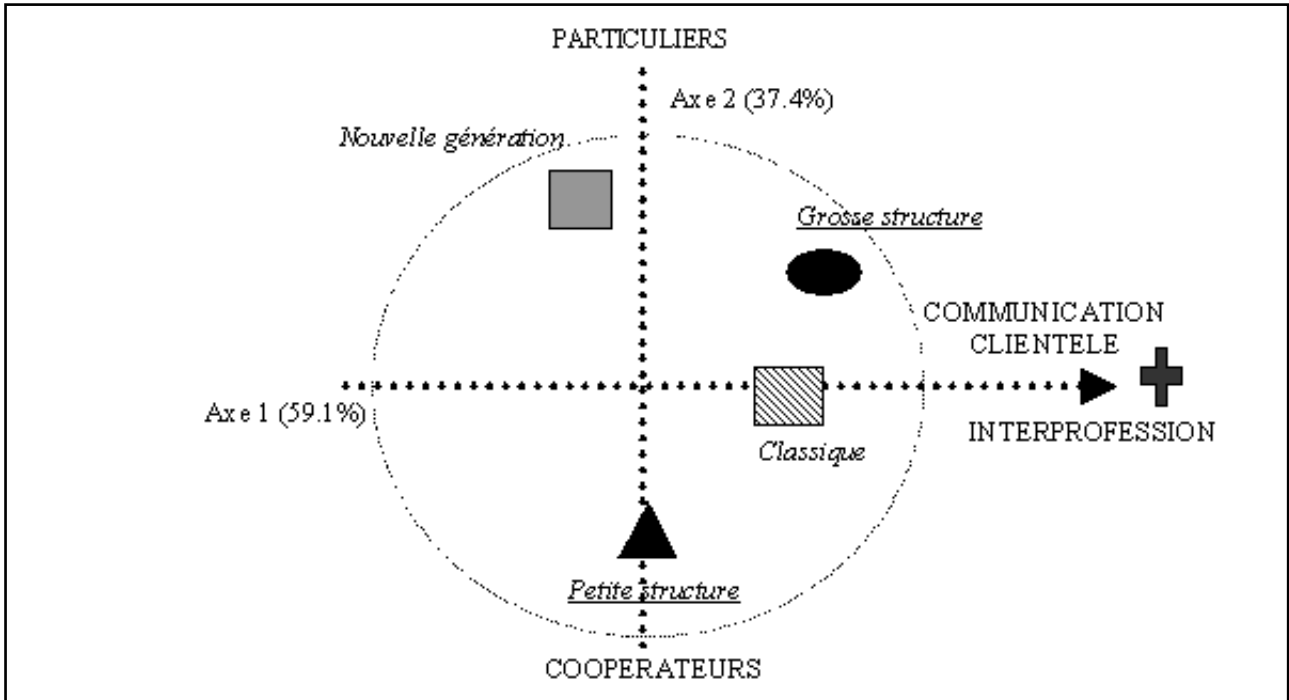 PARTICULIERS
Axe 2 (37.4%)
Nouvelle génération
Grosse structure
COMMUNICATION
CLIENTELE
Axe 1 (59.1%)
INTERPROFESSION
Classique
Petite structure
COOPERATEURS